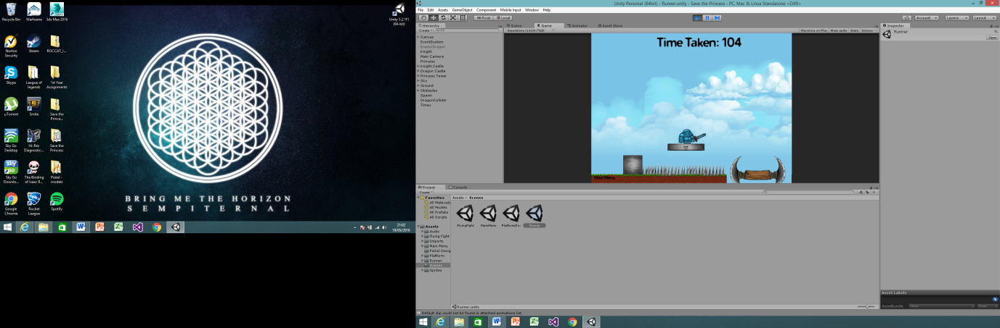 Recycle Bin
Warframe
3ds Max 2016
Unity 5.2.1f1
(64-bit)
Norton
Security
Steam
ROCCAT_I...
Skype
League of
legends
1st Year
Assignments
µTorrent
Smite
Save the
Prince...
Sky Go
Desktop
Hi-Rez
Diagnostic...
Save the
Princess
Sky Go
Downlo...
The Binding
of Isaac R...
Piskel -
models
Google
Chrome
Rocket
League
Spotify
BRING ME THE HORIZON
SEMPITERNAL
21:02
19/05/2016
Unity Personal (64bit) - Runner.unity - Save the Princess - PC, Mac & Linux Standalone <DX9>
File Edit Assets GameObject Component Mobile Input Window Help
Pivot Local
Account Layers Layout
Hierarchy
Create
Canvas
EventSystem
EnemyDragon
Knight
Main Camera
Princess
Knight Castle
Dragon Castle
Princess Tower
Sky
Ground
Obstacles
Spawn
DragonCollider
Timey
Scene Game Animator Asset Store
Standalone (1024x768)
Maximize on Play Mute audio Stats Gizmos
Time Taken: 104
Main Menu
Inspector
Runner
Open
Project Console
Create
Favorites
All Materials
All Models
All Prefabs
All Scripts
Assets
Audio
Flying Fight
Imports
Main Menu
Piskel Desig
Platform
Runner
Scenes
Sprites
Assets Scenes
FlyingFight
MainMenu
Platform(Fo...
Runner
Runner.unity
Default clip could not be found in attached animations list.
Asset Labels
AssetBundle None None